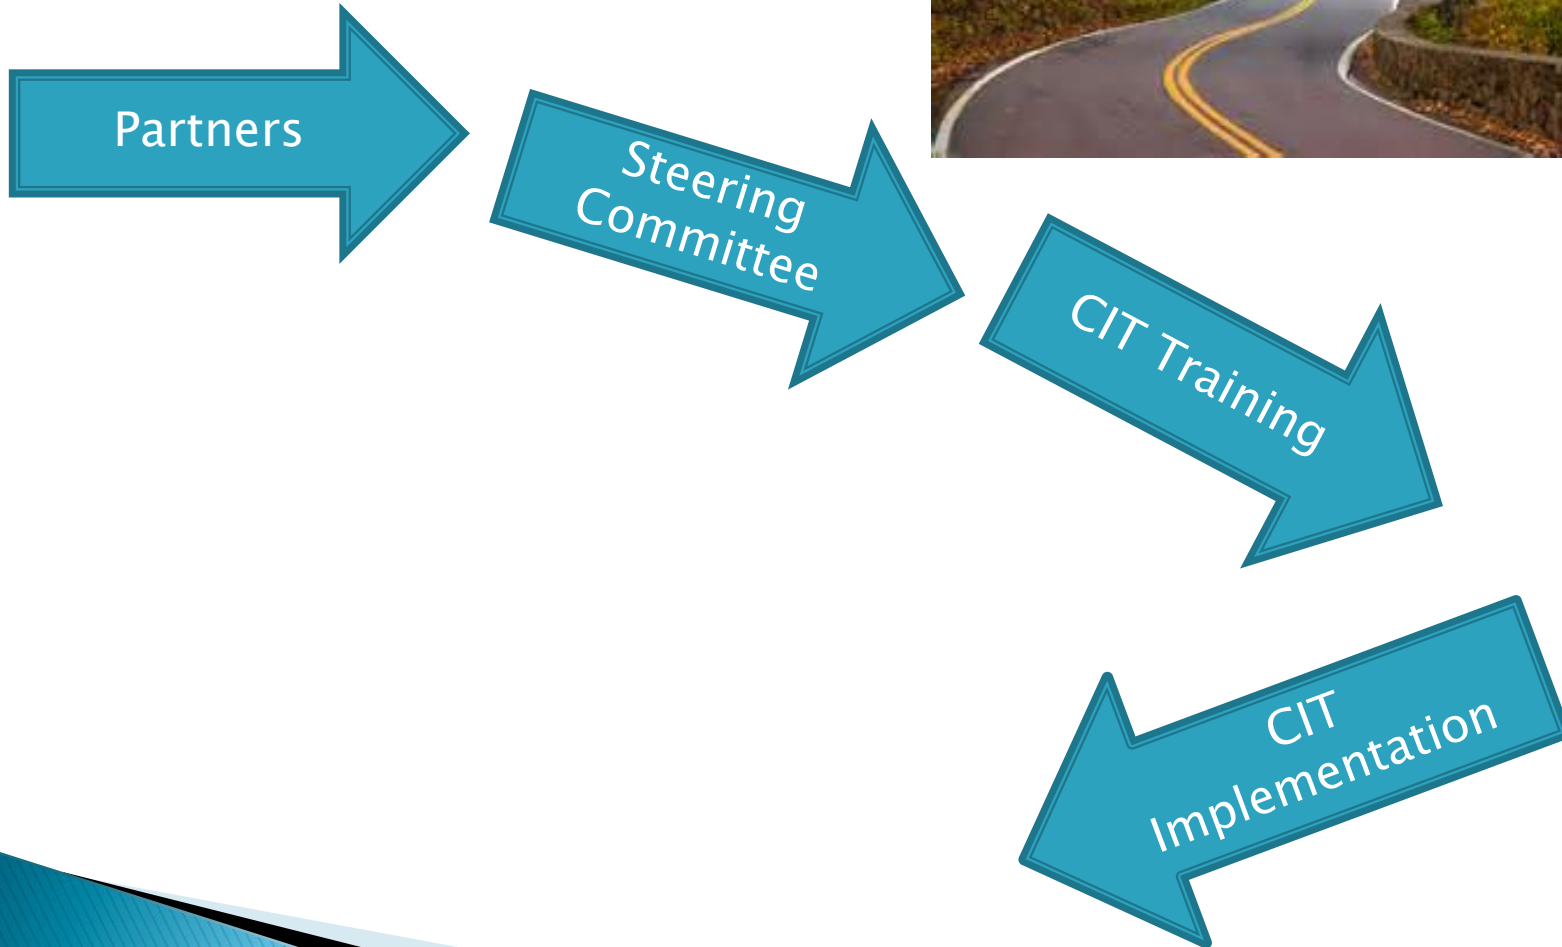 Partners
Steering
Committee
CIT Training
CIT
Implementation